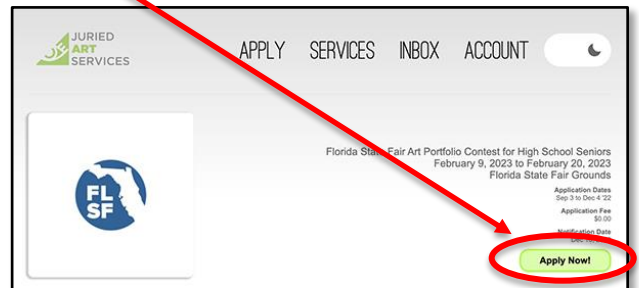 JURIED
ART
SERVICES
APPLY SERVICES INBOX ACCOUNT
Florida State Fair Art Portfolio Contest for High School Seniors
February 9, 2023 to February 20, 2023
Florida State Fair Grounds
Application Dates
Sep 3 to Dec 4 '22
Application Fee
$0.00
Notification Date
Apply Now!
FL
SF